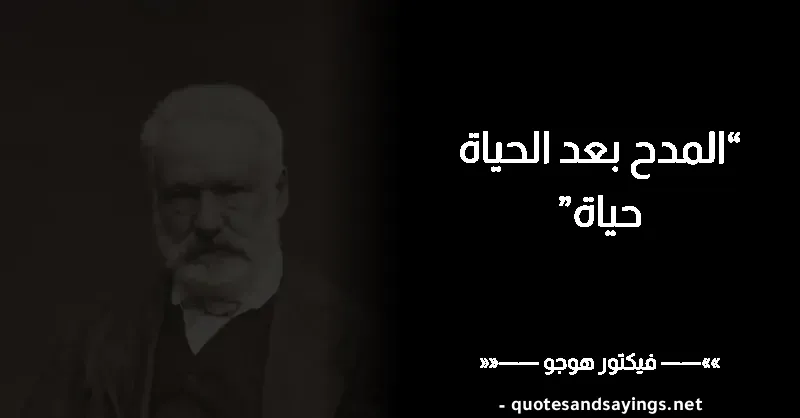 “المدح بعد الحياة
حياة”
»»—— فيكتور هوجو ——««
- quotesandsayings.net